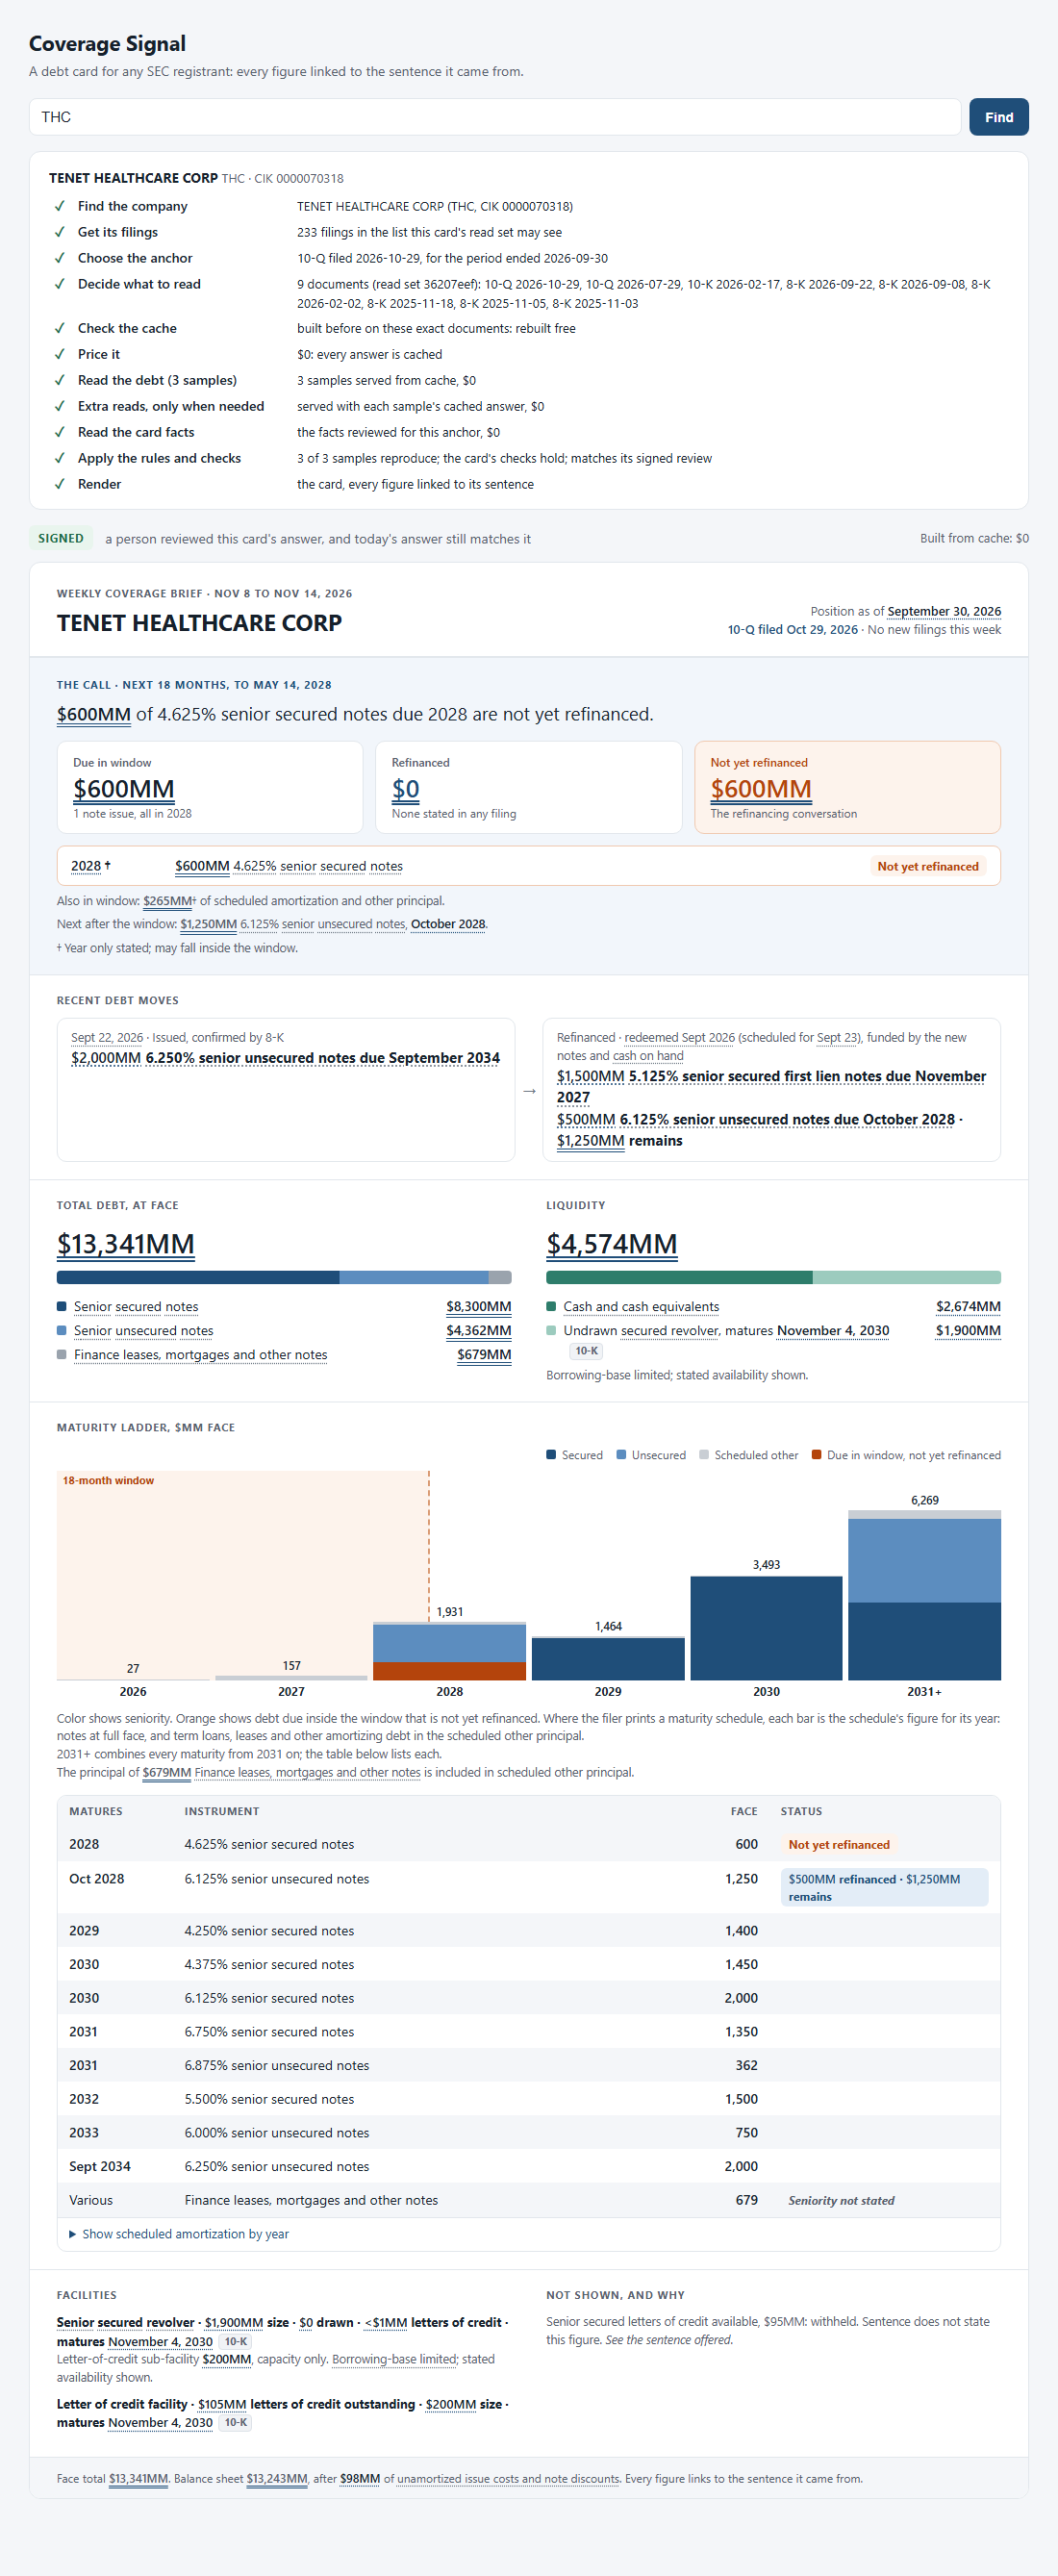 Coverage Signal
A debt card for any SEC registrant: every figure linked to the sentence it came from.
THC
Find
TENET HEALTHCARE CORP THC · CIK 0000070318
✓ Find the company TENET HEALTHCARE CORP (THC, CIK 0000070318)
✓ Get its filings 233 filings in the list this card's read set may see
✓ Choose the anchor 10-Q filed 2026-10-29, for the period ended 2026-09-30
✓ Decide what to read 9 documents (read set 36207eef): 10-Q 2026-10-29, 10-Q 2026-07-29, 10-K 2026-02-17, 8-K 2026-09-22, 8-K 2026-09-08, 8-K
2026-02-02, 8-K 2025-11-18, 8-K 2025-11-05, 8-K 2025-11-03
✓ Check the cache built before on these exact documents: rebuilt free
✓ Price it $0: every answer is cached
✓ Read the debt (3 samples) 3 samples served from cache, $0
✓ Extra reads, only when needed served with each sample's cached answer, $0
✓ Read the card facts the facts reviewed for this anchor, $0
✓ Apply the rules and checks 3 of 3 samples reproduce; the card's checks hold; matches its signed review
✓ Render the card, every figure linked to its sentence
SIGNED a person reviewed this card's answer, and today's answer still matches it Built from cache: $0
WEEKLY COVERAGE BRIEF · NOV 8 TO NOV 14, 2026
TENET HEALTHCARE CORP
Position as of September 30, 2026
10-Q filed Oct 29, 2026 · No new filings this week
THE CALL · NEXT 18 MONTHS, TO MAY 14, 2028
$600MM of 4.625% senior secured notes due 2028 are not yet refinanced.
Due in window
$600MM
1 note issue, all in 2028
Refinanced
$0
None stated in any filing
Not yet refinanced
$600MM
The refinancing conversation
2028 † $600MM 4.625% senior secured notes Not yet refinanced
Also in window: $265MM† of scheduled amortization and other principal.
Next after the window: $1,250MM 6.125% senior unsecured notes, October 2028.
† Year only stated; may fall inside the window.
RECENT DEBT MOVES
Sept 22, 2026 · Issued, confirmed by 8-K
$2,000MM 6.250% senior unsecured notes due September 2034
→
Refinanced · redeemed Sept 2026 (scheduled for Sept 23), funded by the new
notes and cash on hand
$1,500MM 5.125% senior secured first lien notes due November
2027
$500MM 6.125% senior unsecured notes due October 2028 ·
$1,250MM remains
TOTAL DEBT, AT FACE
$13,341MM
Senior secured notes $8,300MM
Senior unsecured notes $4,362MM
Finance leases, mortgages and other notes $679MM
LIQUIDITY
$4,574MM
Cash and cash equivalents $2,674MM
Undrawn secured revolver, matures November 4, 2030 $1,900MM
10-K
Borrowing-base limited; stated availability shown.
MATURITY LADDER, $MM FACE
Secured Unsecured Scheduled other Due in window, not yet refinanced
18-month window
27
157
1,931
1,464
3,493
6,269
2026 2027 2028 2029 2030 2031+
Color shows seniority. Orange shows debt due inside the window that is not yet refinanced. Where the filer prints a maturity schedule, each bar is the schedule's figure for its year:
notes at full face, and term loans, leases and other amortizing debt in the scheduled other principal.
2031+ combines every maturity from 2031 on; the table below lists each.
The principal of $679MM Finance leases, mortgages and other notes is included in scheduled other principal.
MATURES INSTRUMENT FACE STATUS
2028 4.625% senior secured notes 600 Not yet refinanced
Oct 2028 6.125% senior unsecured notes 1,250 $500MM refinanced · $1,250MM
remains
2029 4.250% senior secured notes 1,400
2030 4.375% senior secured notes 1,450
2030 6.125% senior secured notes 2,000
2031 6.750% senior secured notes 1,350
2031 6.875% senior unsecured notes 362
2032 5.500% senior secured notes 1,500
2033 6.000% senior unsecured notes 750
Sept 2034 6.250% senior unsecured notes 2,000
Various Finance leases, mortgages and other notes 679 Seniority not stated
▶ Show scheduled amortization by year
FACILITIES
Senior secured revolver · $1,900MM size · $0 drawn · <$1MM letters of credit ·
matures November 4, 2030 10-K
Letter-of-credit sub-facility $200MM, capacity only. Borrowing-base limited; stated
availability shown.
Letter of credit facility · $105MM letters of credit outstanding · $200MM size ·
matures November 4, 2030 10-K
NOT SHOWN, AND WHY
Senior secured letters of credit available, $95MM: withheld. Sentence does not state
this figure. See the sentence offered.
Face total $13,341MM. Balance sheet $13,243MM, after $98MM of unamortized issue costs and note discounts. Every figure links to the sentence it came from.